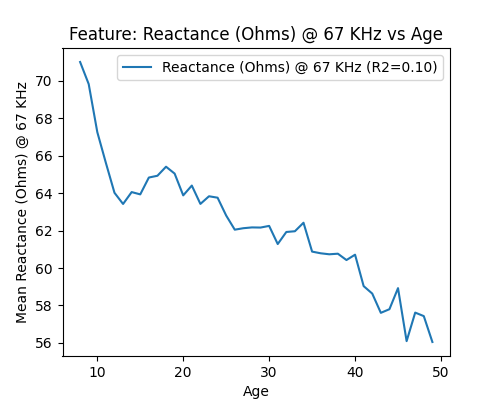 Feature: Reactance (Ohms) @ 67 KHz vs Age
Reactance (Ohms) @ 67 KHz (R2=0.10)
Mean Reactance (Ohms) @ 67 KHz
70
68
66
64
62
60
58
56
10 20 30 40 50
Age